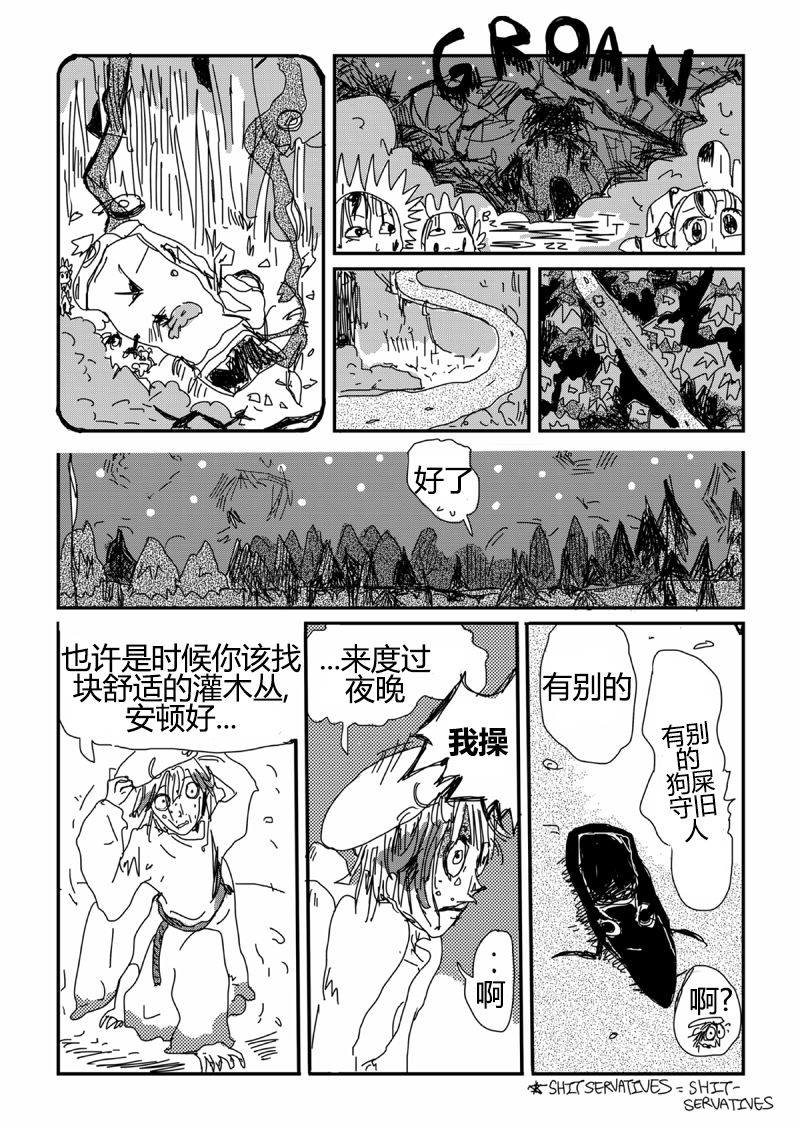 GROAN
好了
也许是时候你该找
块舒适的灌木丛,
安顿好...
...来度过
夜晚
我操
: 啊
有别的
有别
的
狗屎
守旧
人
啊?
☆SHITSERVATIVES = SHIT-
SERVATIVES